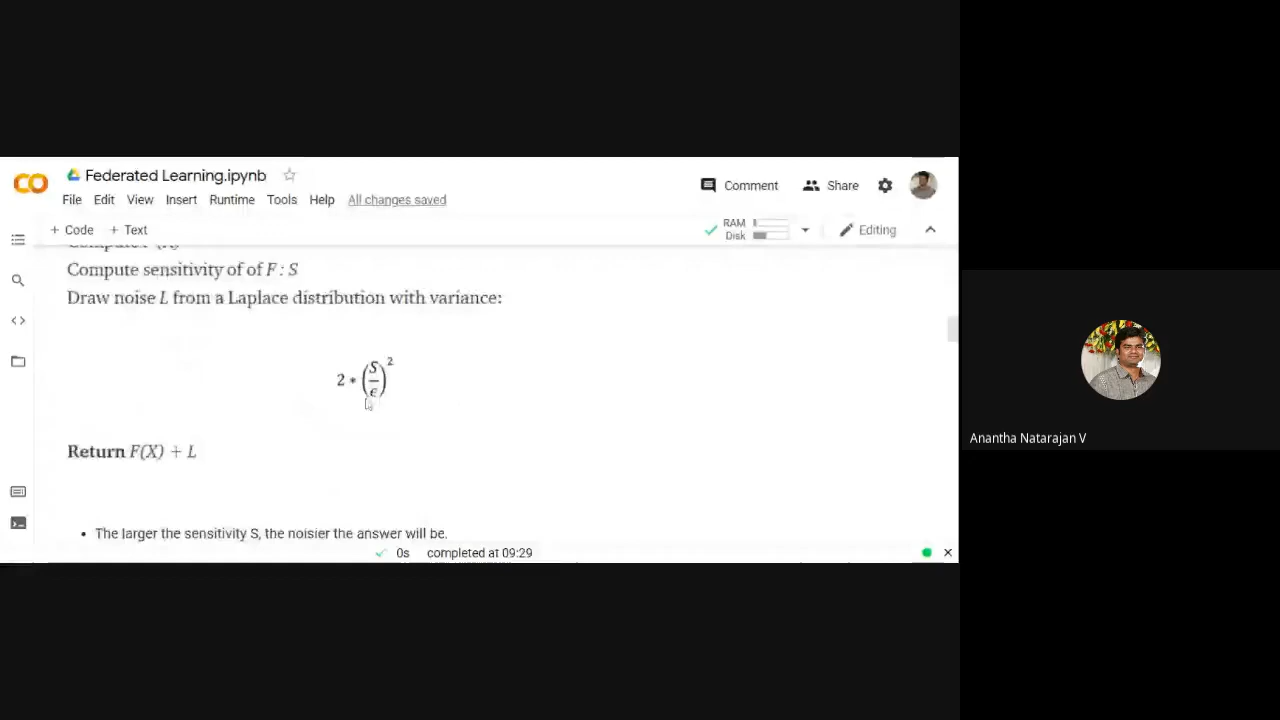 Federated Learning.ipynb
File Edit View Insert Runtime Tools Help All changes saved
Comment Share
+ Code + Text
RAM
Disk
Editing
Compute sensitivity of of F : S
Draw noise L from a Laplace distribution with variance:
2 * (S/ϵ)²
Return F(X) + L
• The larger the sensitivity S, the noisier the answer will be.
0s completed at 09:29
Anantha Natarajan V